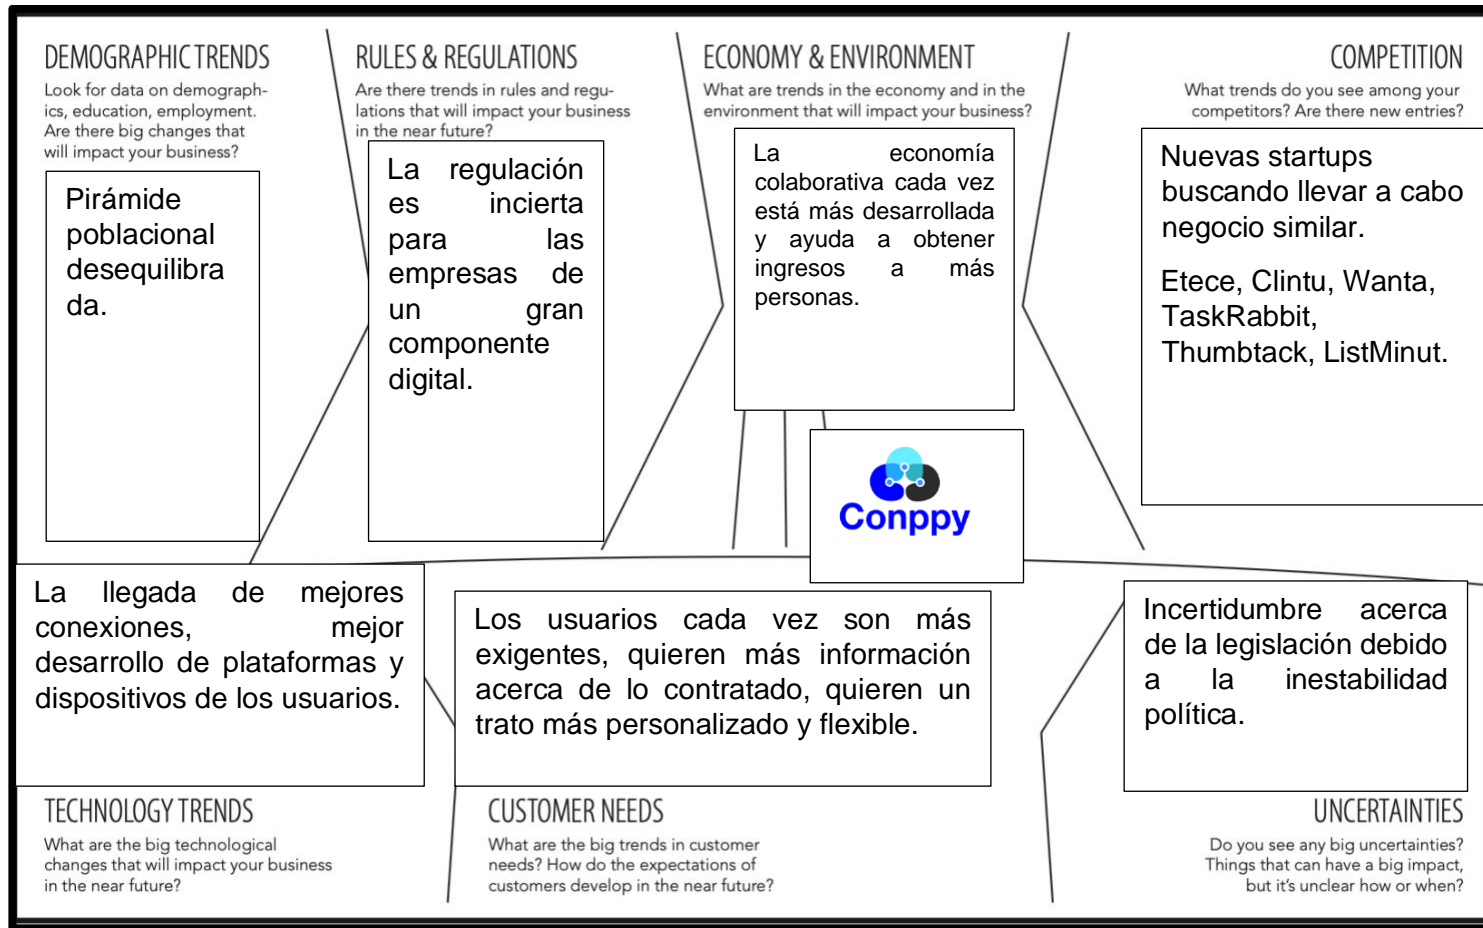 DEMOGRAPHIC TRENDS
Look for data on demograph-
ics, education, employment.
Are there big changes that
will impact your business?
Pirámide
poblacional
desequilibra
da.
RULES & REGULATIONS
Are there trends in rules and regu-
lations that will impact your business
in the near future?
La regulación
es incierta
para las
empresas de
un gran
componente
digital.
ECONOMY & ENVIRONMENT
What are trends in the economy and in the
environment that will impact your business?
La economía
colaborativa cada vez
está más desarrollada
y ayuda a obtener
ingresos a más
personas.
COMPETITION
What trends do you see among your
competitors? Are there new entries?
Nuevas startups
buscando llevar a cabo
negocio similar.
Etece, Clintu, Wanta,
TaskRabbit,
Thumbtack, ListMinut.
Conppy
La llegada de mejores
conexiones, mejor
desarrollo de plataformas y
dispositivos de los usuarios.
TECHNOLOGY TRENDS
What are the big technological
changes that will impact your business
in the near future?
Los usuarios cada vez son más
exigentes, quieren más información
acerca de lo contratado, quieren un
trato más personalizado y flexible.
CUSTOMER NEEDS
What are the big trends in customer
needs? How do the expectations of
customers develop in the near future?
Incertidumbre acerca
de la legislación debido
a la inestabilidad
política.
UNCERTAINTIES
Do you see any big uncertainties?
Things that can have a big impact,
but it's unclear how or when?